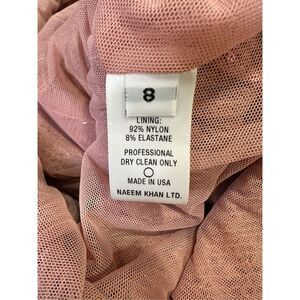 8
LINING:
92% NYLON
8% ELASTANE
PROFESSIONAL
DRY CLEAN ONLY
MADE IN USA
NAEEM KHAN LTD.